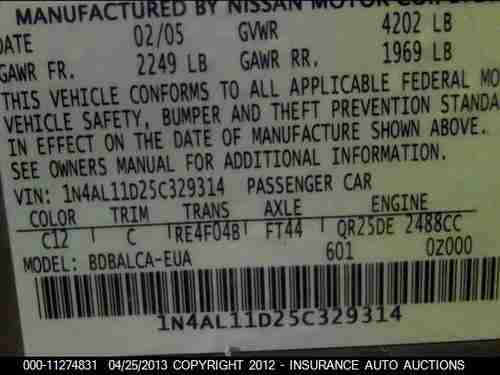 MANUFACTURED BY NISSAN MOTOR
DATE 02/05 GVWR 4202 LB
GAWR FR. 2249 LB GAWR RR. 1969 LB
THIS VEHICLE CONFORMS TO ALL APPLICABLE FEDERAL MO
VEHICLE SAFETY, BUMPER AND THEFT PREVENTION STANDA
IN EFFECT ON THE DATE OF MANUFACTURE SHOWN ABOVE.
SEE OWNERS MANUAL FOR ADDITIONAL INFORMATION.
VIN: 1N4AL11D25C329314 PASSENGER CAR
COLOR TRIM TRANS AXLE ENGINE
C12 C RE4F04B FT44 QR25DE 2488CC
MODEL: BDBALCA-EUA 601 0Z000
1N4AL11D25C329314
000-11274831 04/25/2013 COPYRIGHT 2012 - INSURANCE AUTO AUCTIONS